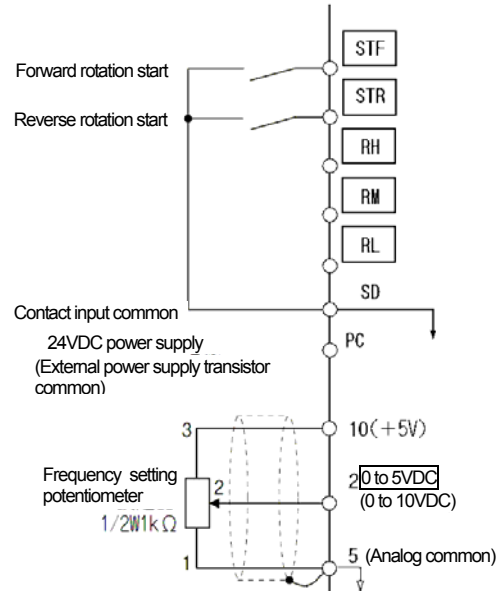 STF
Forward rotation start
STR
Reverse rotation start
RH
RM
RL
SD
Contact input common
24VDC power supply
PC
(External power supply transistor
common)
3
10(+5V)
Frequency setting
potentiometer
2
2
0 to 5VDC
(0 to 10VDC)
1/2W1kΩ
1
5 (Analog common)